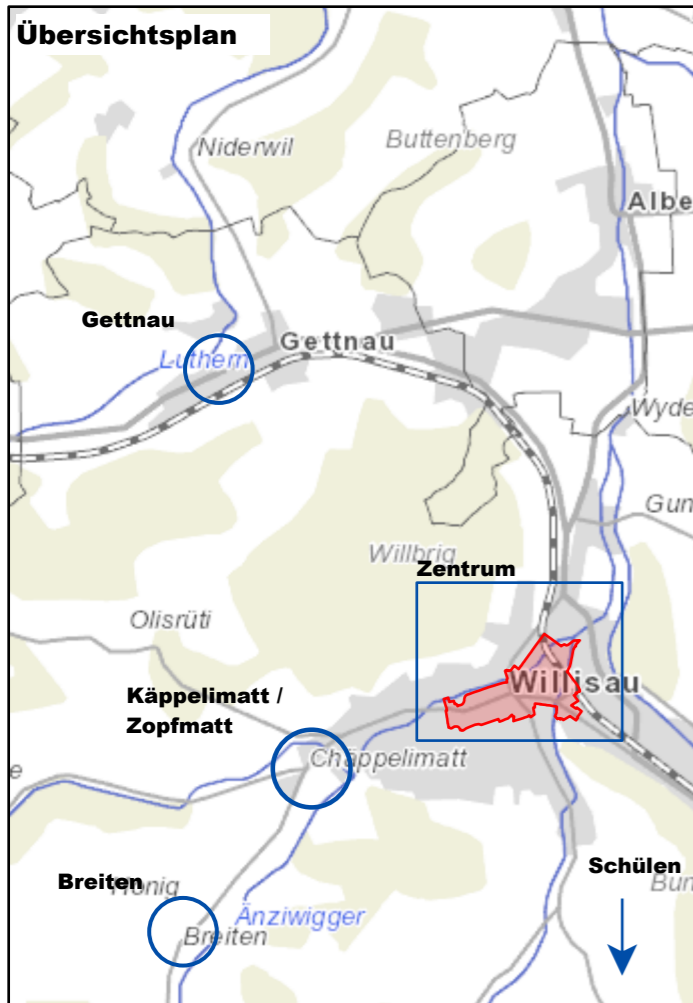 Übersichtsplan
Niderwil
Buttenberg
Albe
Gettnau
Gettnau
Luthern
Wyde
Gun
Willbrig
Zentrum
Olisrüti
Willisau
Käppelimatt /
Zopfmatt
Chäppelimatt
e
Breiten
Schülen
Bun
Änziwigger
Breiten